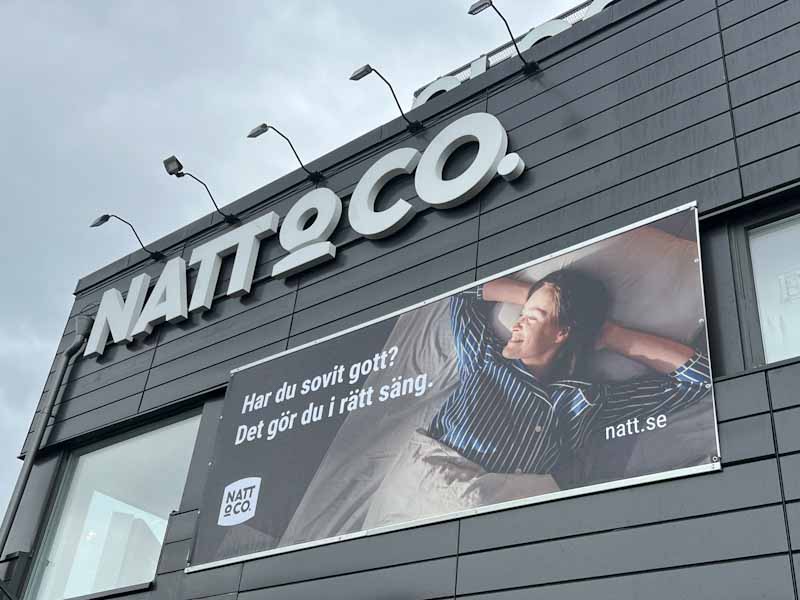 NATT O CO.
Har du sovit gott?
Det gör du i rätt säng.
natt.se
NATT
O CO.